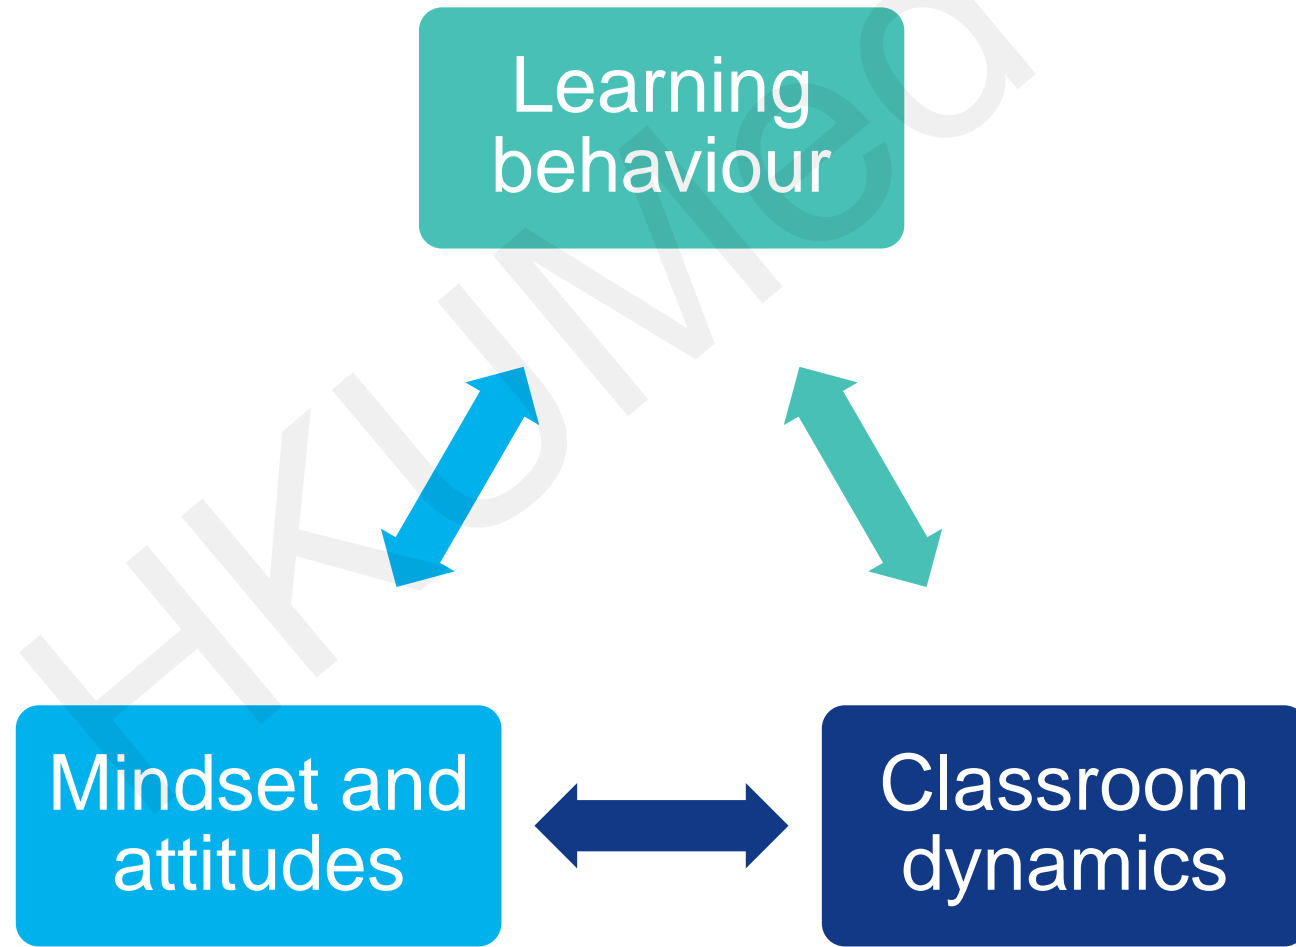 Learning
behaviour
Mindset and
attitudes
Classroom
dynamics
HKUMed